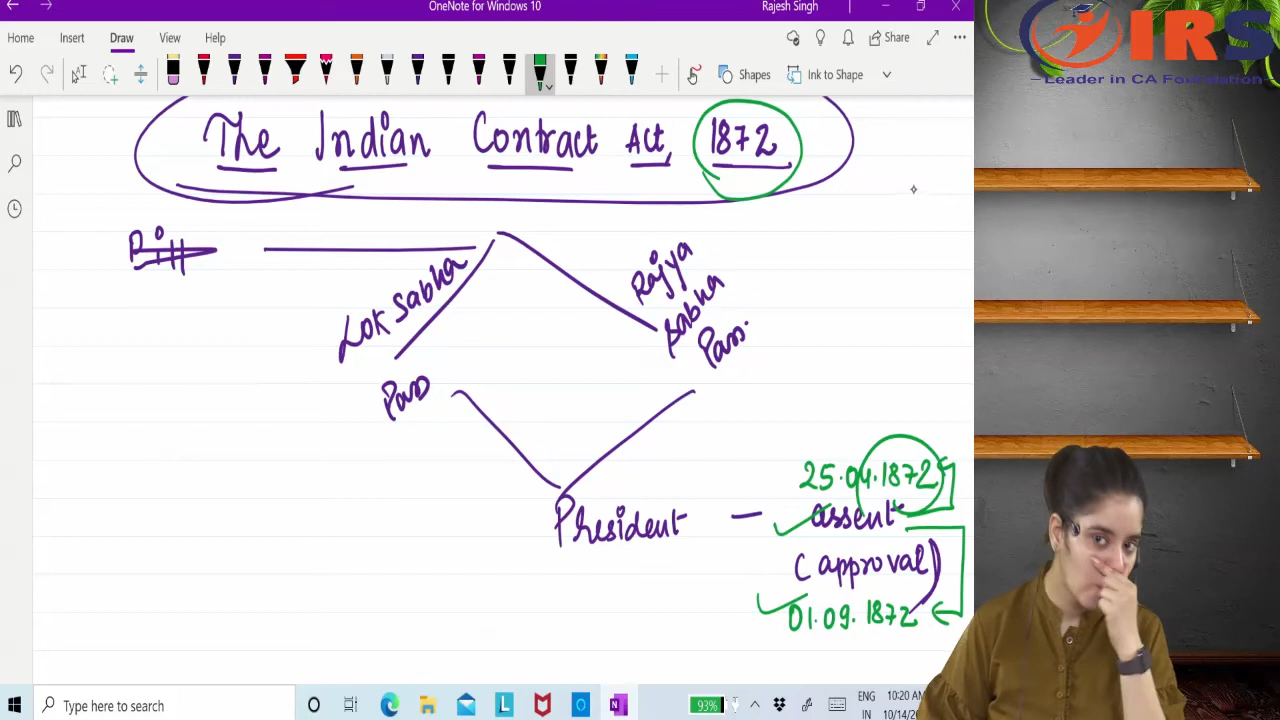 OneNote for Windows 10
Rajesh Singh
Home Insert Draw View Help
Share
Shapes
Ink to Shape
IRS
Leader in CA Foundation
The Indian Contract Act, 1872
Bill
Lok Sabha
Rajya
Sabha
Pass
Pass
25.04.1872
President — assent
(approval)
01.09.1872
Type here to search
93%
ENG
IN
10:20 AM